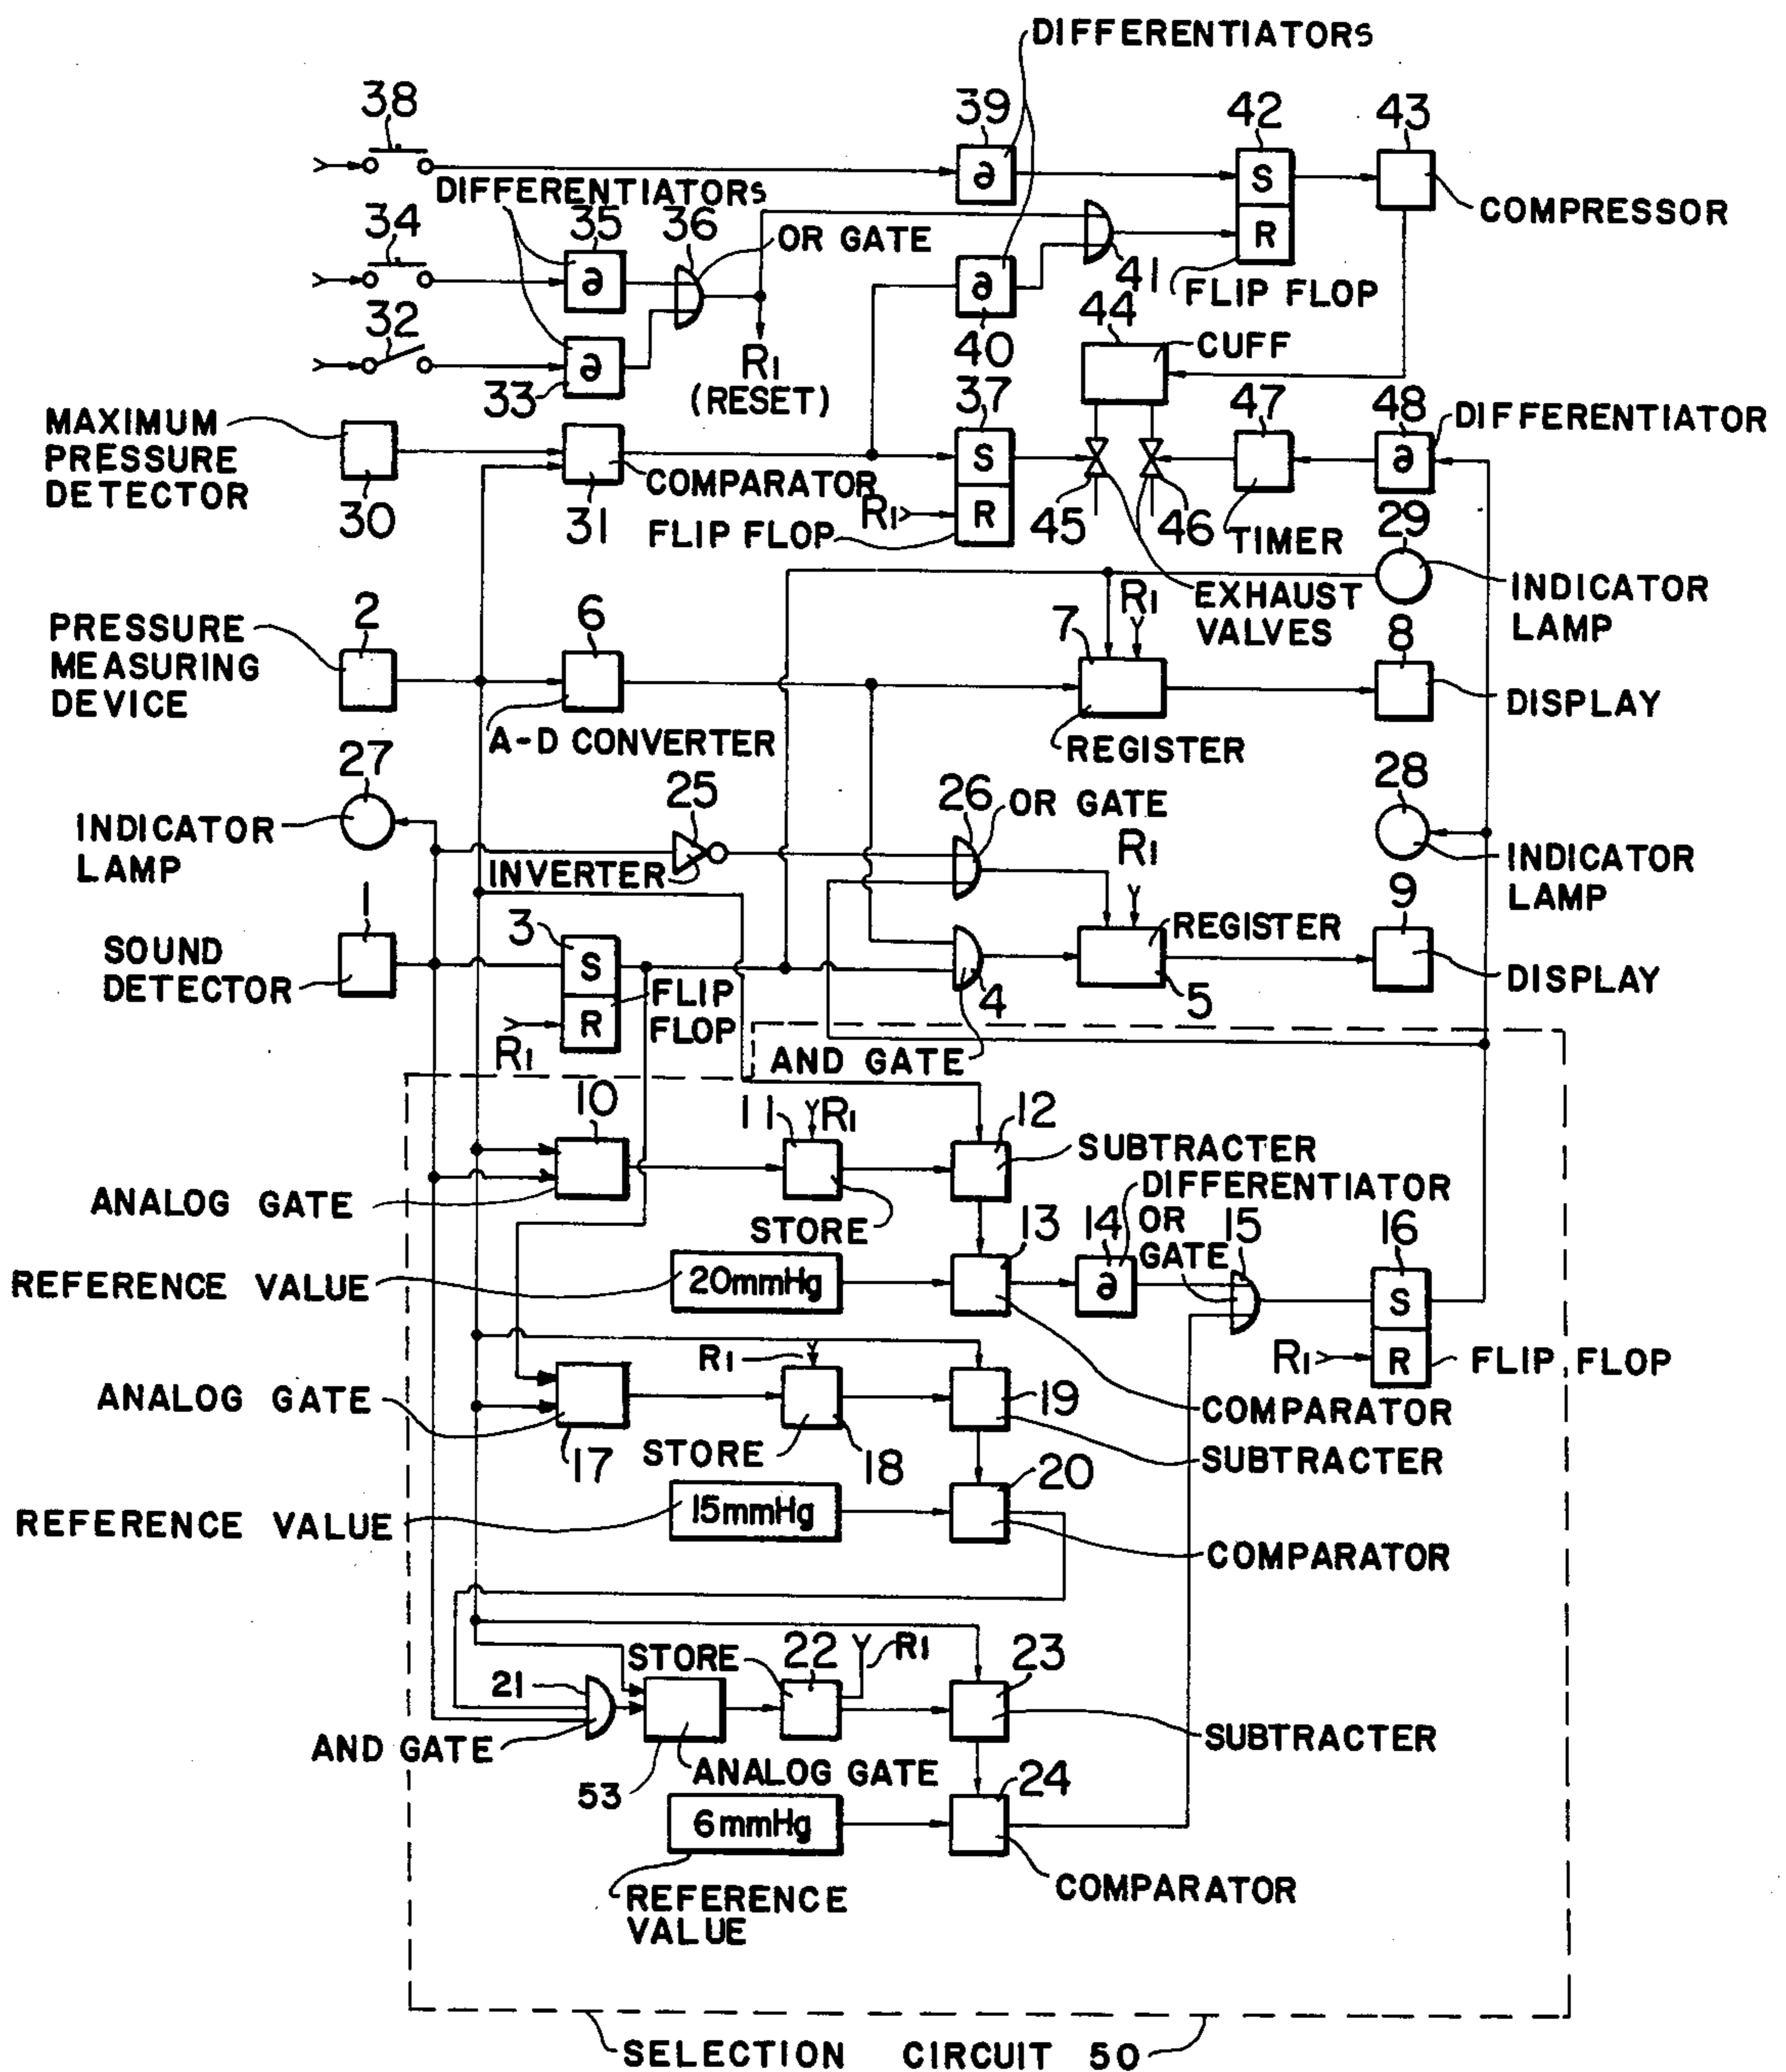 DIFFERENTIATORS
38
39
42
43
∂
S
R
COMPRESSOR
DIFFERENTIATORS
34
35
36
OR GATE
∂
41
FLIP FLOP
∂
40
32
33
∂
R1
(RESET)
44
CUFF
37
47
48
DIFFERENTIATOR
MAXIMUM
PRESSURE
DETECTOR
30
31
COMPARATOR
S
R
R1
FLIP FLOP
45
46
TIMER
∂
29
INDICATOR
LAMP
EXHAUST
VALVES
PRESSURE
MEASURING
DEVICE
2
6
7
R1
8
A-D CONVERTER
REGISTER
DISPLAY
27
INDICATOR
LAMP
25
INVERTER
26
OR GATE
R1
28
INDICATOR
LAMP
1
SOUND
DETECTOR
3
S
R
R1
FLIP
FLOP
4
AND GATE
REGISTER
5
9
DISPLAY
10
ANALOG GATE
11
R1
STORE
12
SUBTRACTER
DIFFERENTIATOR
REFERENCE VALUE
20mmHg
13
14
∂
OR
GATE
15
16
S
R
R1
FLIP FLOP
ANALOG GATE
17
R1
STORE
18
19
COMPARATOR
SUBTRACTER
REFERENCE VALUE
15mmHg
20
COMPARATOR
21
AND GATE
STORE
22
R1
23
SUBTRACTER
53
ANALOG GATE
6mmHg
24
REFERENCE
VALUE
COMPARATOR
SELECTION CIRCUIT 50